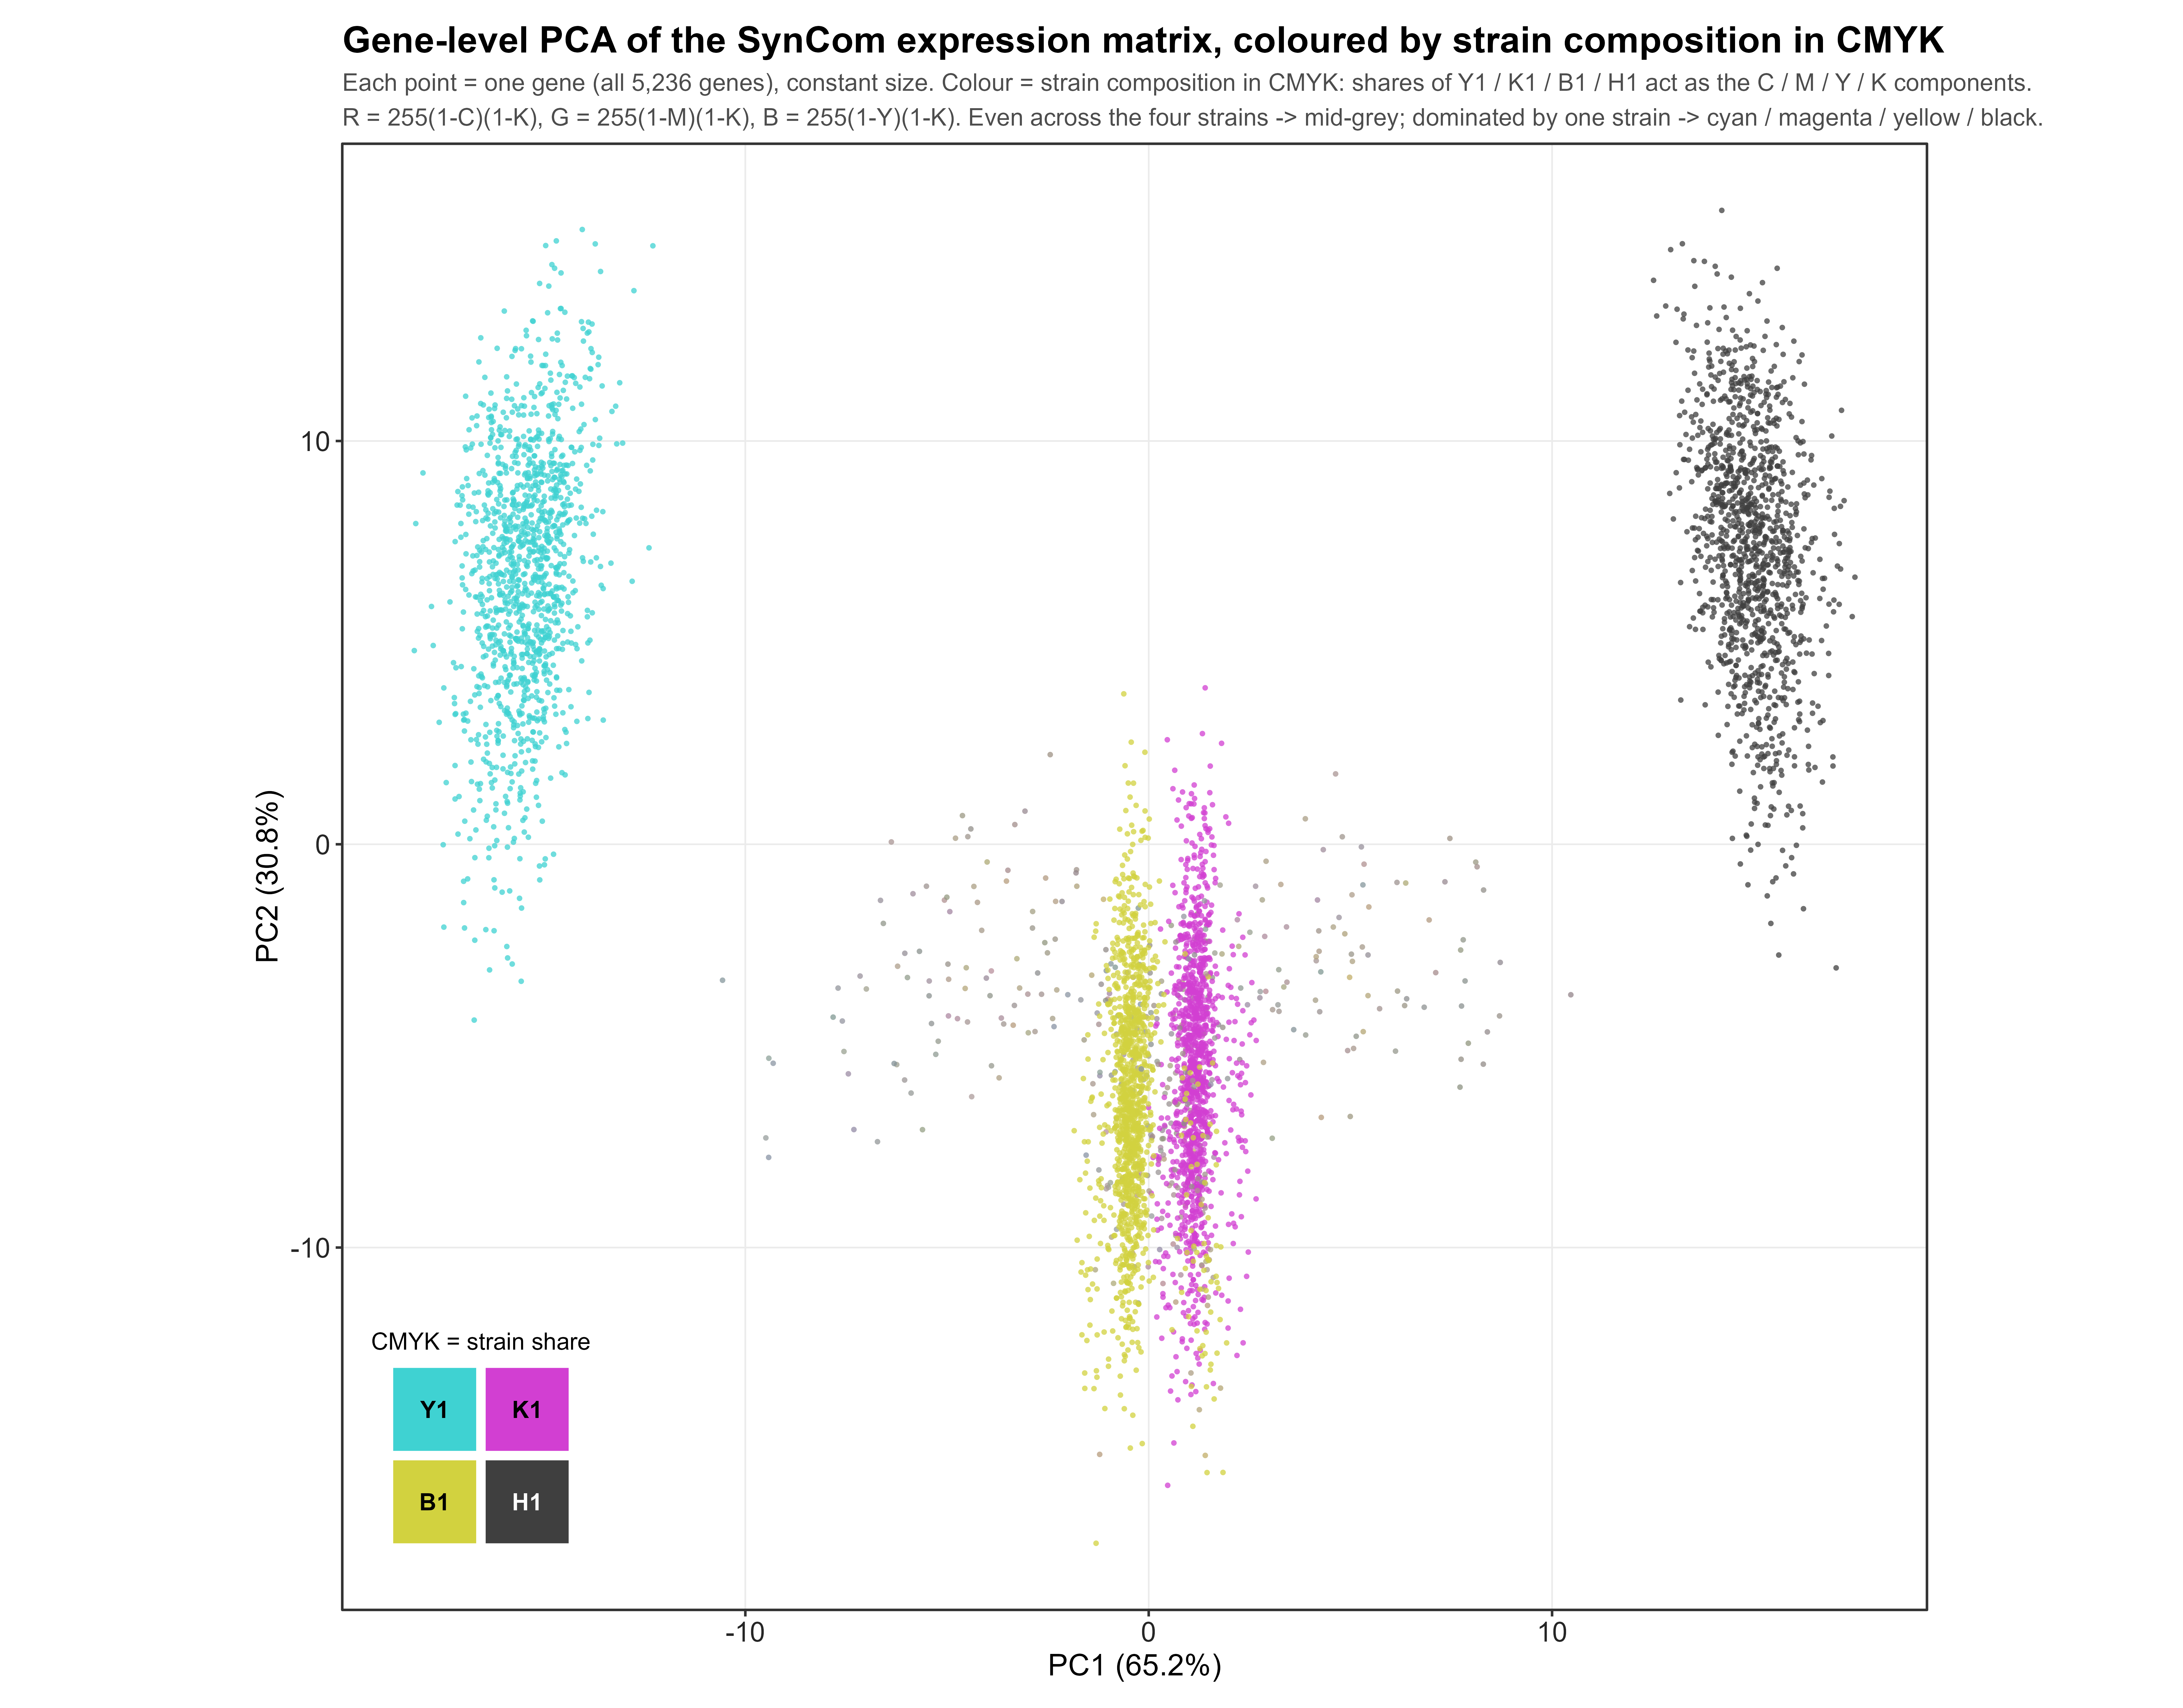 Gene-level PCA of the SynCom expression matrix, coloured by strain composition in CMYK
Each point = one gene (all 5,236 genes), constant size. Colour = strain composition in CMYK: shares of Y1 / K1 / B1 / H1 act as the C / M / Y / K components.
R = 255(1-C)(1-K), G = 255(1-M)(1-K), B = 255(1-Y)(1-K). Even across the four strains -> mid-grey; dominated by one strain -> cyan / magenta / yellow / black.
10
0
-10
PC2 (30.8%)
CMYK = strain share
Y1 K1
B1 H1
-10 0 10
PC1 (65.2%)